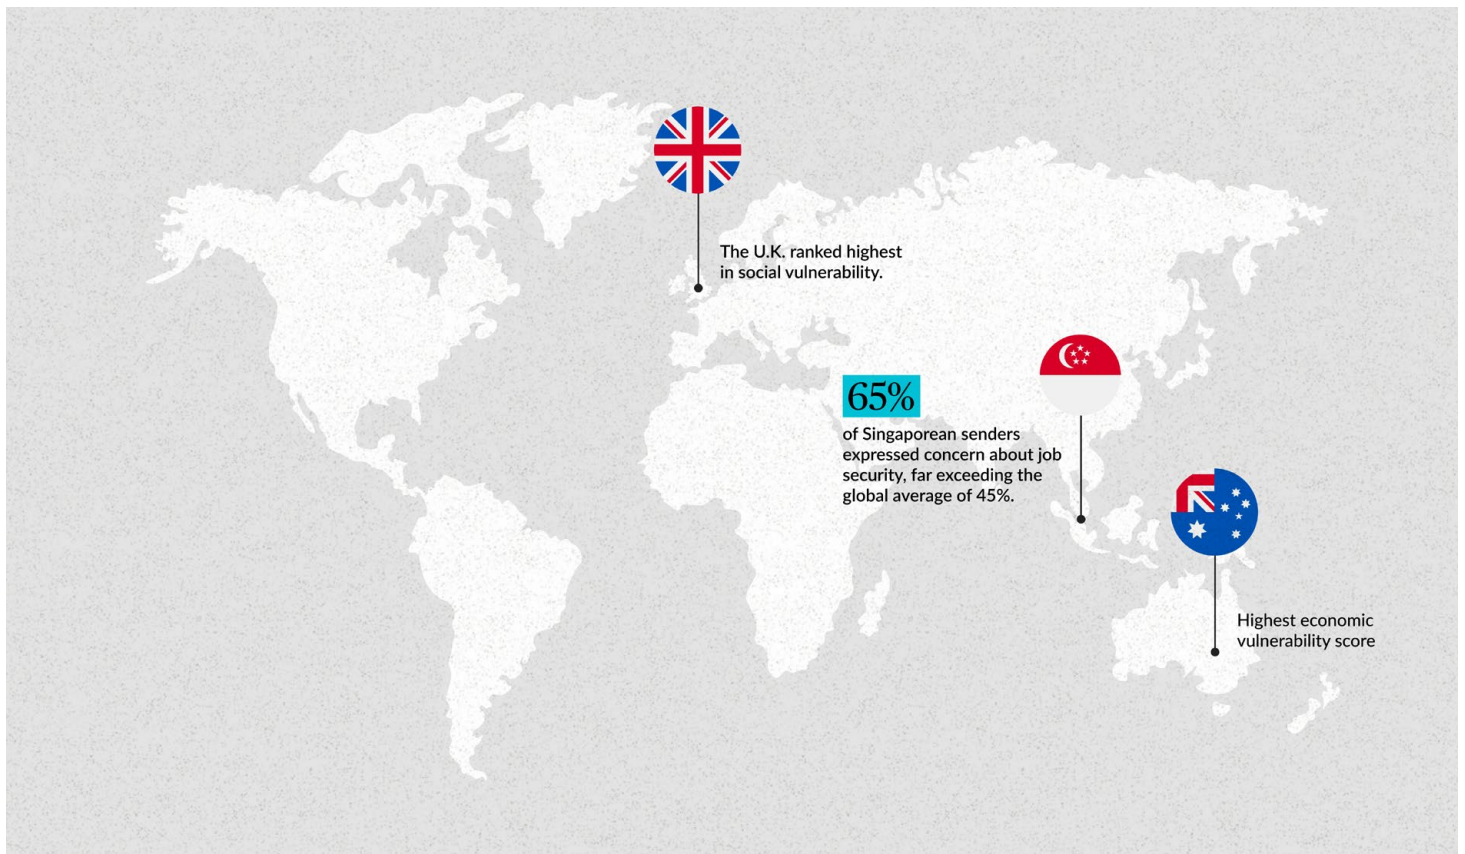 The U.K. ranked highest
in social vulnerability.
65%
of Singaporean senders
expressed concern about job
security, far exceeding the
global average of 45%.
Highest economic
vulnerability score